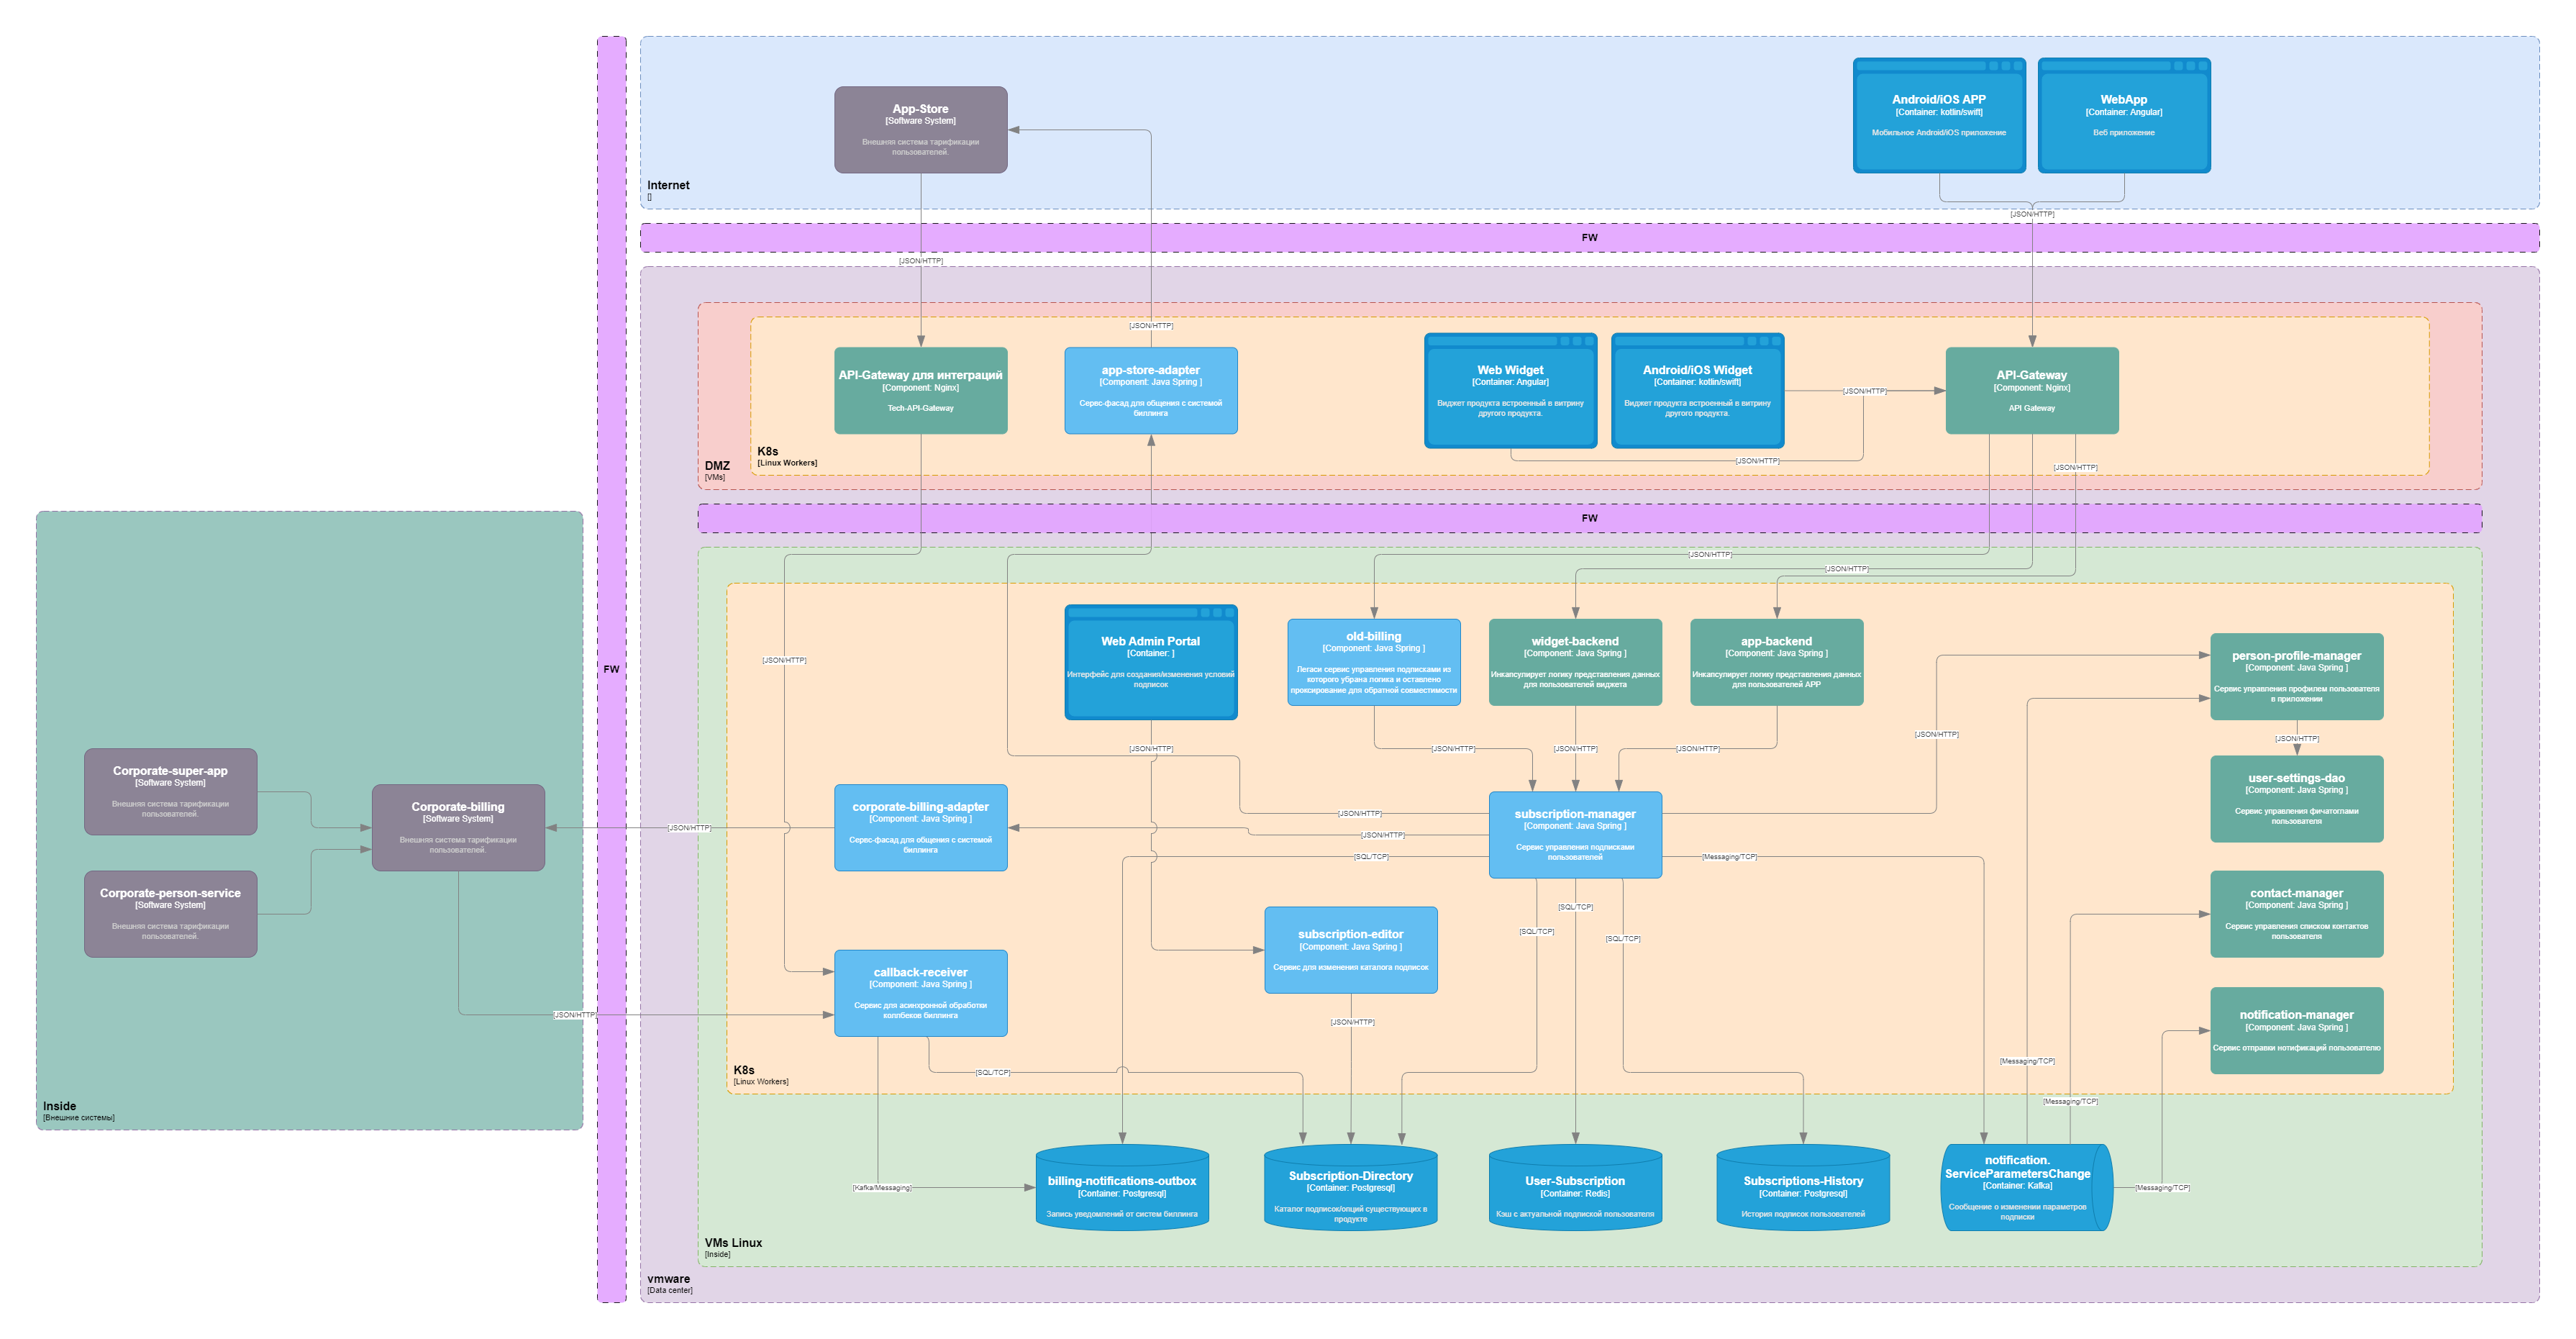 App-Store
[Software System]
Внешняя система тарификации
пользователей.
Android/iOS APP
[Container: kotlin/swift]
Мобильное Android/iOS приложение
WebApp
[Container: Angular]
Веб приложение
Internet
[]
[JSON/HTTP]
FW
[JSON/HTTP]
[JSON/HTTP]
API-Gateway для интеграций
[Component: Nginx]
Tech-API-Gateway
app-store-adapter
[Component: Java Spring ]
Сервс-фасад для общения с системой
биллинга
Web Widget
[Container: Angular]
Виджет продукта встроенный в витрину
другого продукта.
Android/iOS Widget
[Container: kotlin/swift]
Виджет продукта встроенный в витрину
другого продукта.
[JSON/HTTP]
API-Gateway
[Component: Nginx]
API Gateway
[JSON/HTTP]
[JSON/HTTP]
K8s
[Linux Workers]
DMZ
[VMs]
FW
[JSON/HTTP]
[JSON/HTTP]
[JSON/HTTP]
FW
Web Admin Portal
[Container: ]
Интерфейс для создания/изменения условий
подписок
old-billing
[Component: Java Spring ]
Легаси сервис управления подписками из
которого убрана логика и оставлено
проксирование для обратной совместимости
widget-backend
[Component: Java Spring ]
Инкапсулирует логику представления данных
для пользователей виджета
app-backend
[Component: Java Spring ]
Инкапсулирует логику представления данных
для пользователей APP
person-profile-manager
[Component: Java Spring ]
Сервис управления профилем пользователя
в приложении
[JSON/HTTP]
[JSON/HTTP]
[JSON/HTTP]
[JSON/HTTP]
[JSON/HTTP]
[JSON/HTTP]
user-settings-dao
[Component: Java Spring ]
Сервис управления фичатоглами
пользователя
Corporate-super-app
[Software System]
Внешняя система тарификации
пользователей.
Corporate-billing
[Software System]
Внешняя система тарификации
пользователей.
Corporate-person-service
[Software System]
Внешняя система тарификации
пользователей.
[JSON/HTTP]
corporate-billing-adapter
[Component: Java Spring ]
Серес-фасад для общения с системой
биллинга
[JSON/HTTP]
[JSON/HTTP]
[SQL/TCP]
subscription-manager
[Component: Java Spring ]
Сервис управления подписками
пользователей
[Messaging/TCP]
contact-manager
[Component: Java Spring ]
Сервис управления списком контактов
пользователя
[SQL/TCP]
[SQL/TCP]
[SQL/TCP]
subscription-editor
[Component: Java Spring ]
Сервис для изменения каталога подписок
callback-receiver
[Component: Java Spring ]
Сервис для асинхронной обработки
коллбеков биллинга
[JSON/HTTP]
[JSON/HTTP]
notification-manager
[Component: Java Spring ]
Сервис отправки нотификаций пользователю
[SQL/TCP]
[Messaging/TCP]
[Messaging/TCP]
K8s
[Linux Workers]
Inside
[Внешние системы]
[Kafka/Messaging]
billing-notifications-outbox
[Container: Postgresql]
Запись уведомлений от систем биллинга
Subscription-Directory
[Container: Postgresql]
Каталог подписок/опций существующих в
продукте
User-Subscription
[Container: Redis]
Кэш с актуальной подпиской пользователя
Subscriptions-History
[Container: Postgresql]
История подписок пользователей
notification.
ServiceParametersChange
[Container: Kafka]
Сообщение о изменении параметров
подписки
[Messaging/TCP]
VMs Linux
[Inside]
vmware
[Data center]